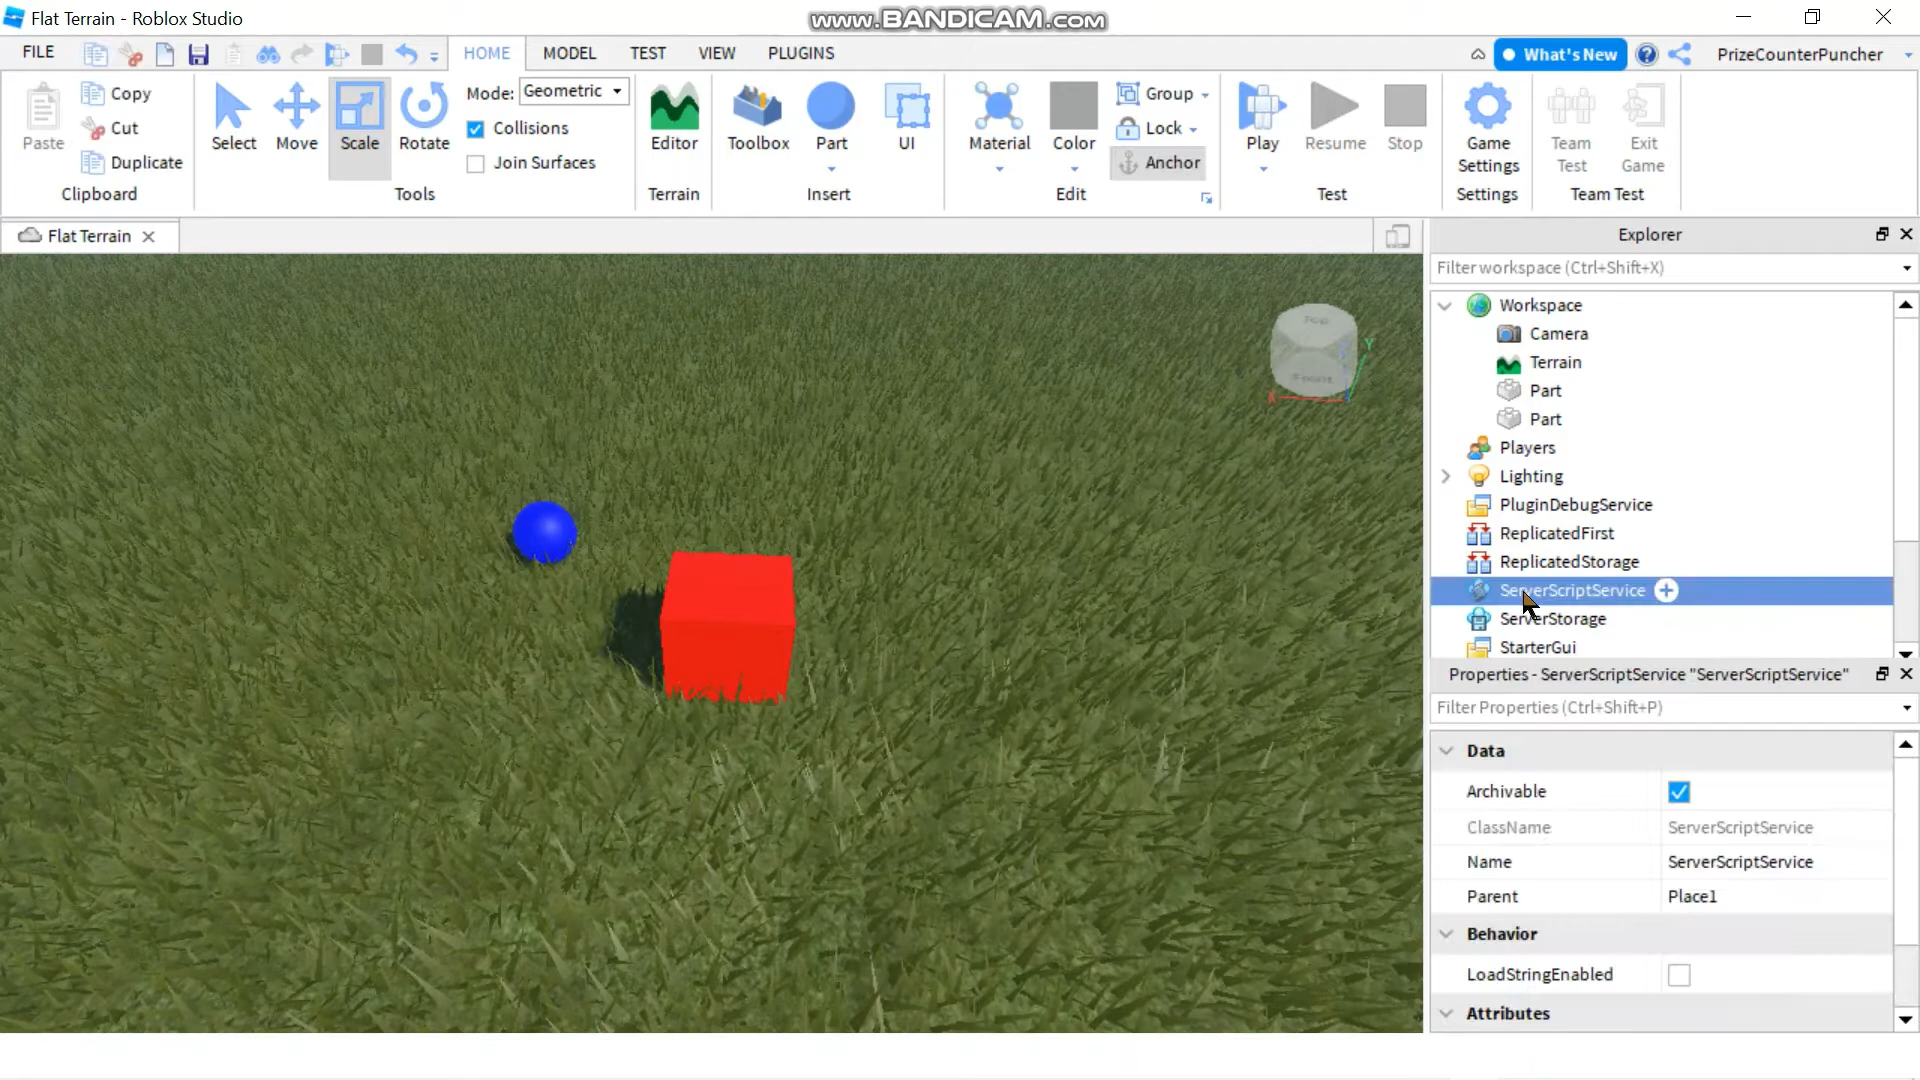 Flat Terrain - Roblox Studio
www.BANDICAM.com
FILE
HOME MODEL TEST VIEW PLUGINS
What's New
PrizeCounterPuncher
Paste
Copy
Cut
Duplicate
Clipboard
Select Move Scale Rotate
Mode: Geometric
Collisions
Join Surfaces
Tools
Editor
Terrain
Toolbox Part UI
Insert
Material Color
Group
Lock
Anchor
Edit
Play Resume Stop
Test
Game Settings
Settings
Team Test
Exit Game
Team Test
Flat Terrain
Top
Front
X
Y
Explorer
Filter workspace (Ctrl+Shift+X)
Workspace
Camera
Terrain
Part
Part
Players
Lighting
PluginDebugService
ReplicatedFirst
ReplicatedStorage
ServerScriptService
ServerStorage
StarterGui
Properties - ServerScriptService "ServerScriptService"
Filter Properties (Ctrl+Shift+P)
Data
Archivable
ClassName ServerScriptService
Name ServerScriptService
Parent Place1
Behavior
LoadStringEnabled
Attributes